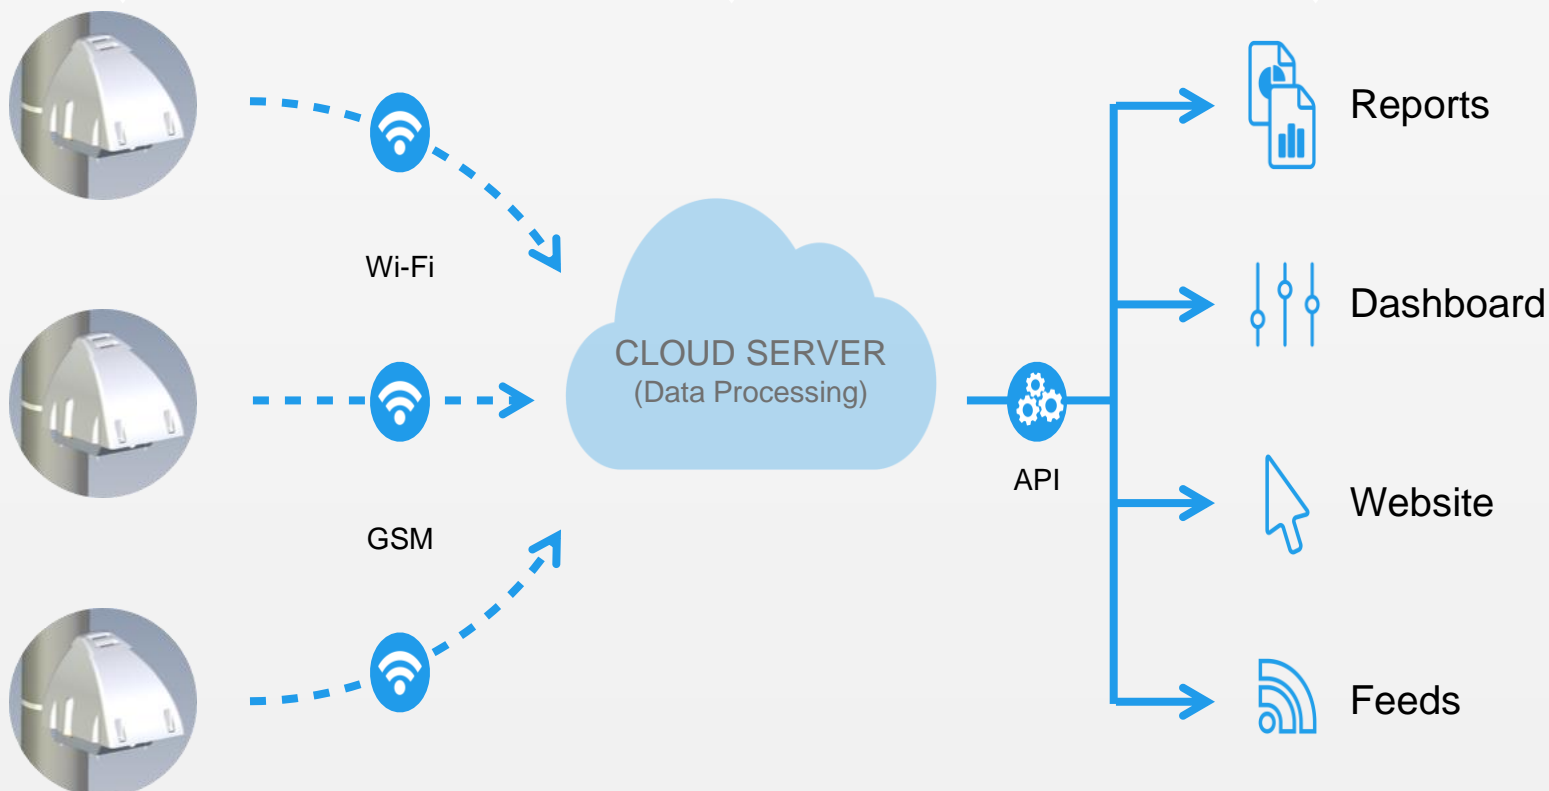 Reports
Wi-Fi
Dashboard
CLOUD SERVER
(Data Processing)
API
Website
GSM
Feeds